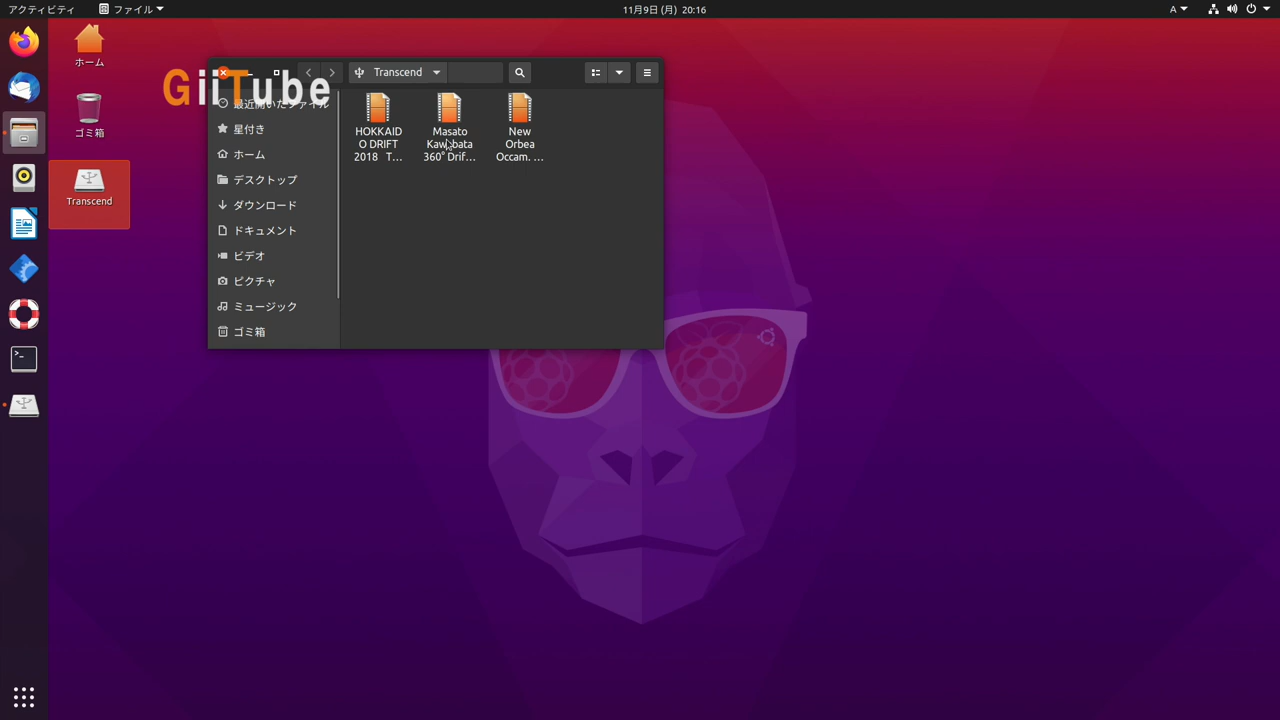 アクティビティ
ファイル
11月9日 (月) 20:16
A
ホーム
ゴミ箱
Transcend
GiiTube
Transcend
最近開いたファイル
星付き
ホーム
デスクトップ
ダウンロード
ドキュメント
ビデオ
ピクチャ
ミュージック
ゴミ箱
HOKKAID
O DRIFT
2018 T...
Masato
Kawabata
360° Drif...
New
Orbea
Occam. ...